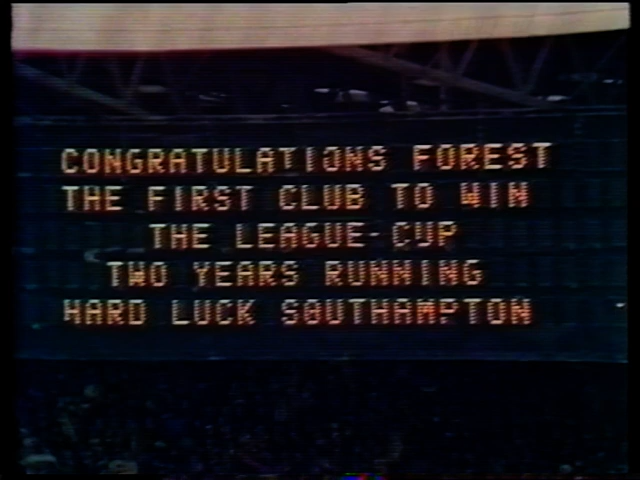 CONGRATULATIONS FOREST
THE FIRST CLUB TO WIN
THE LEAGUE-CUP
TWO YEARS RUNNING
HARD LUCK SOUTHAMPTON